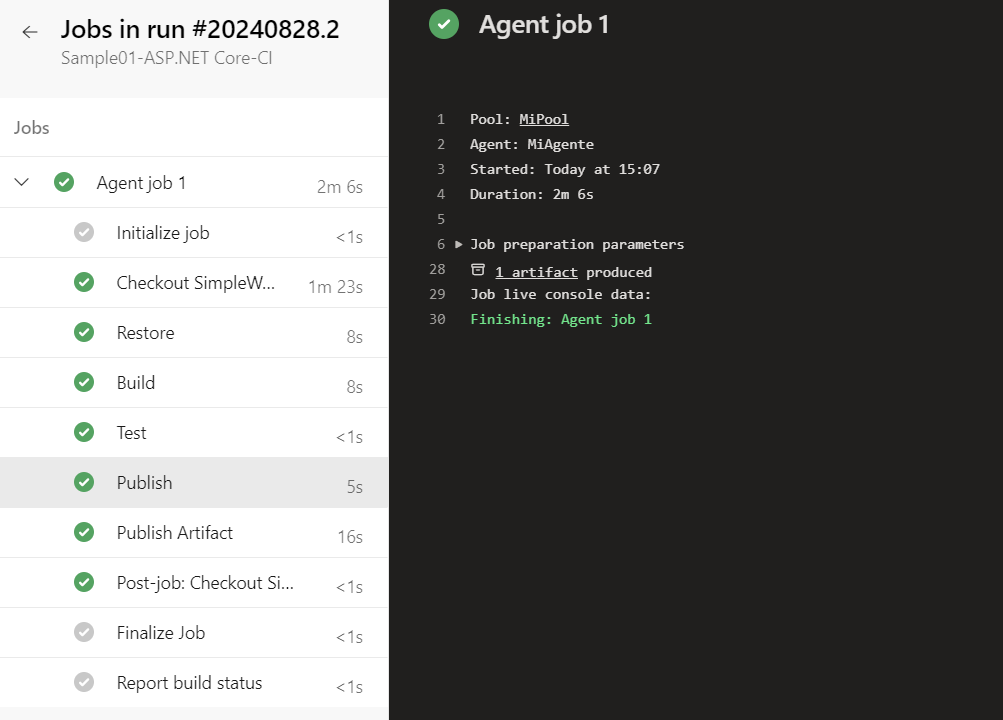 Jobs in run #20240828.2
Sample01-ASP.NET Core-CI
Jobs
Agent job 1 2m 6s
Initialize job <1s
Checkout SimpleW... 1m 23s
Restore 8s
Build 8s
Test <1s
Publish 5s
Publish Artifact 16s
Post-job: Checkout Si... <1s
Finalize Job <1s
Report build status <1s
Agent job 1
1 Pool: MiPool
2 Agent: MiAgente
3 Started: Today at 15:07
4 Duration: 2m 6s
5
6 Job preparation parameters
28 1 artifact produced
29 Job live console data:
30 Finishing: Agent job 1